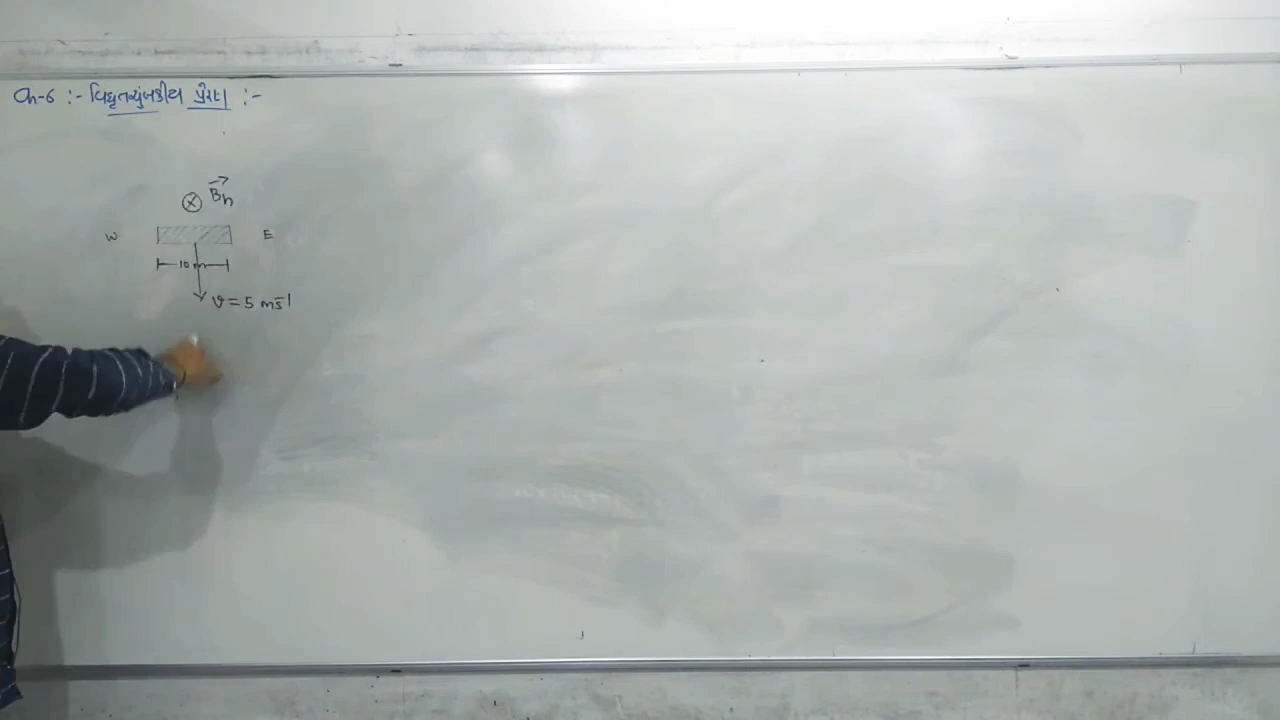 Ch-6 :- વિદ્યુતચુંબકીય પ્રેરણ :-
⊗ B⃗h
W E
10 m
v = 5 ms⁻¹